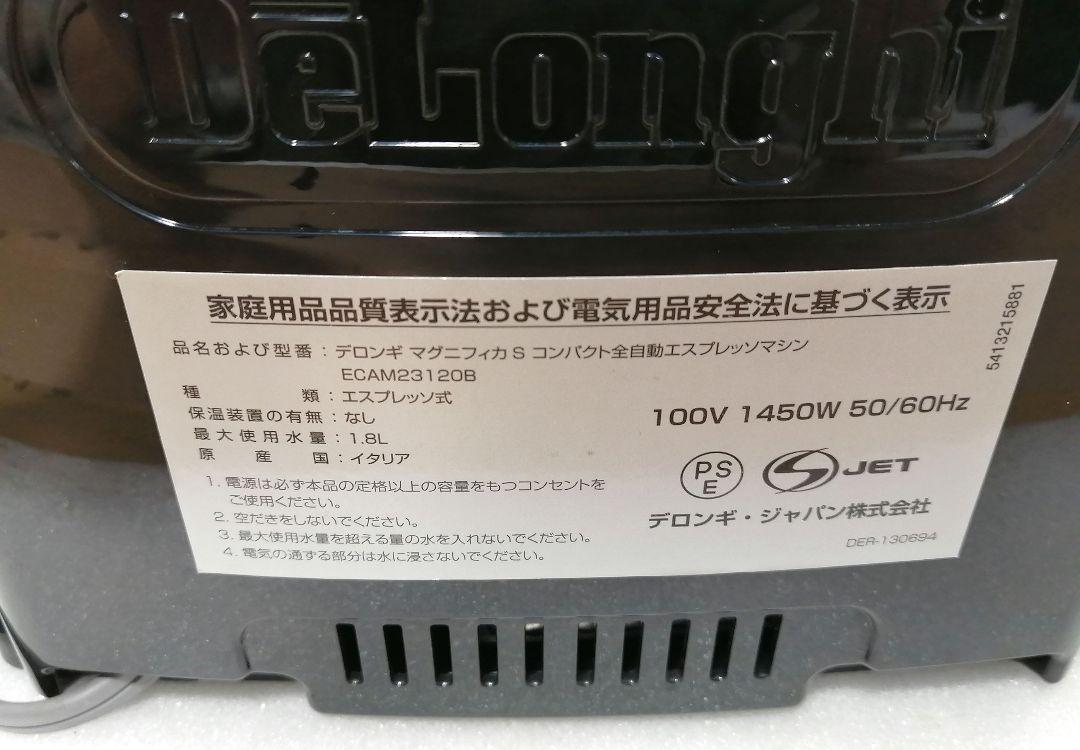 DeLonghi
家庭用品品質表示法および電気用品安全法に基づく表示
品名および型番：デロンギ マグニフィカ S コンパクト全自動エスプレッソマシン
ECAM23120B
種類：エスプレッソ式
保温装置の有無：なし
最大使用水量：1.8L
原産国：イタリア
1. 電源は必ず本品の定格以上の容量をもつコンセントを
ご使用ください。
2. 空だきをしないでください。
3. 最大使用水量を超える量の水を入れないでください。
4. 電気の通ずる部分は水に浸さないでください。
5413215881
100V 1450W 50/60Hz
PS
E
S JET
デロンギ・ジャパン株式会社
DER-130694